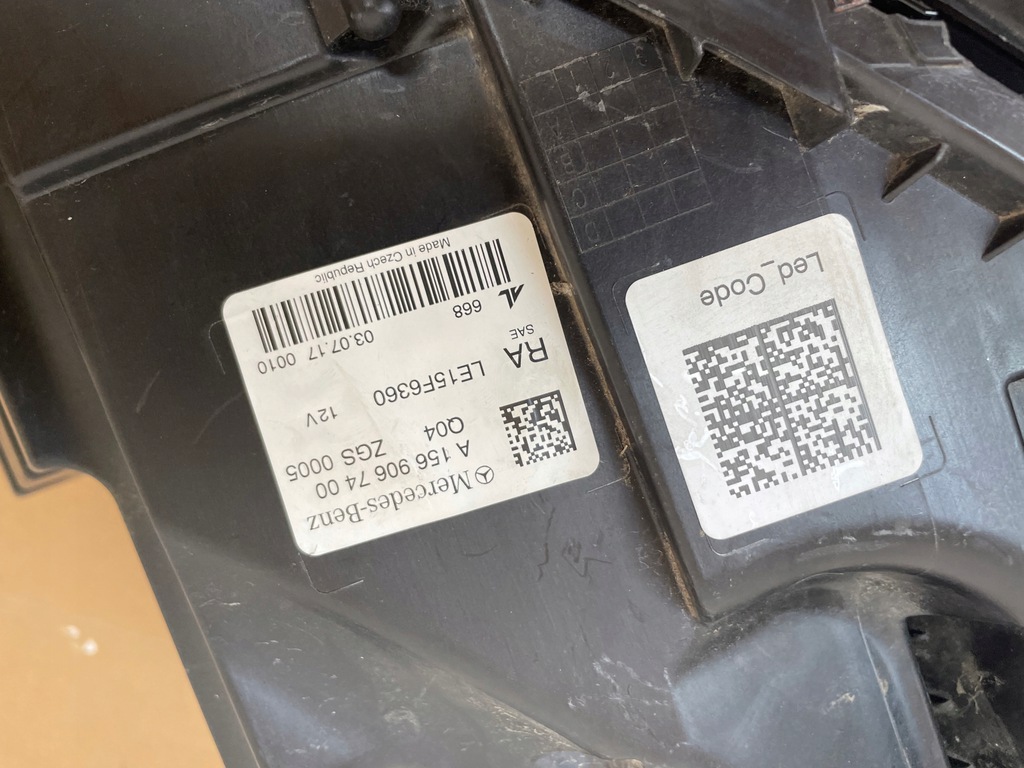 Mercedes-Benz
A 156 906 74 00
Q04 ZGS 0005
LE15F6360 12V
RA
SAE
668 03.07.17 0010
Made in Czech Republic
Led_Code